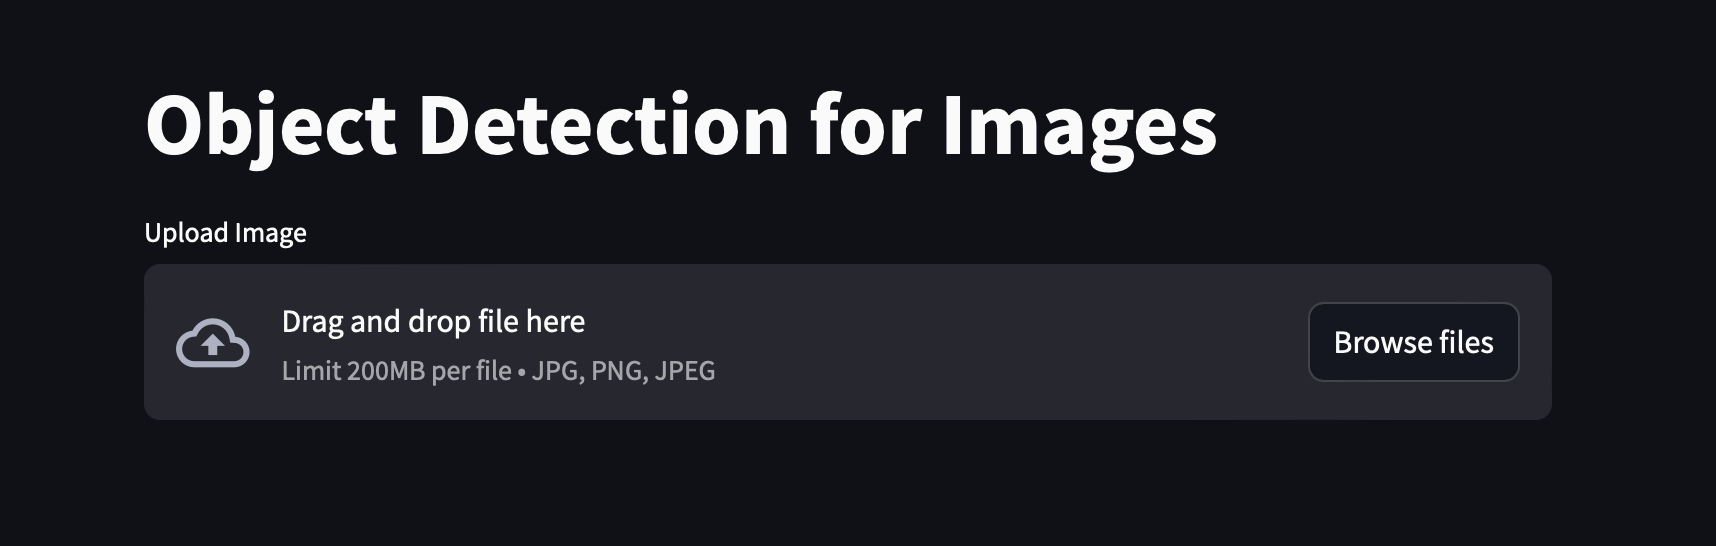 Object Detection for Images
Upload Image
Drag and drop file here
Limit 200MB per file • JPG, PNG, JPEG
Browse files